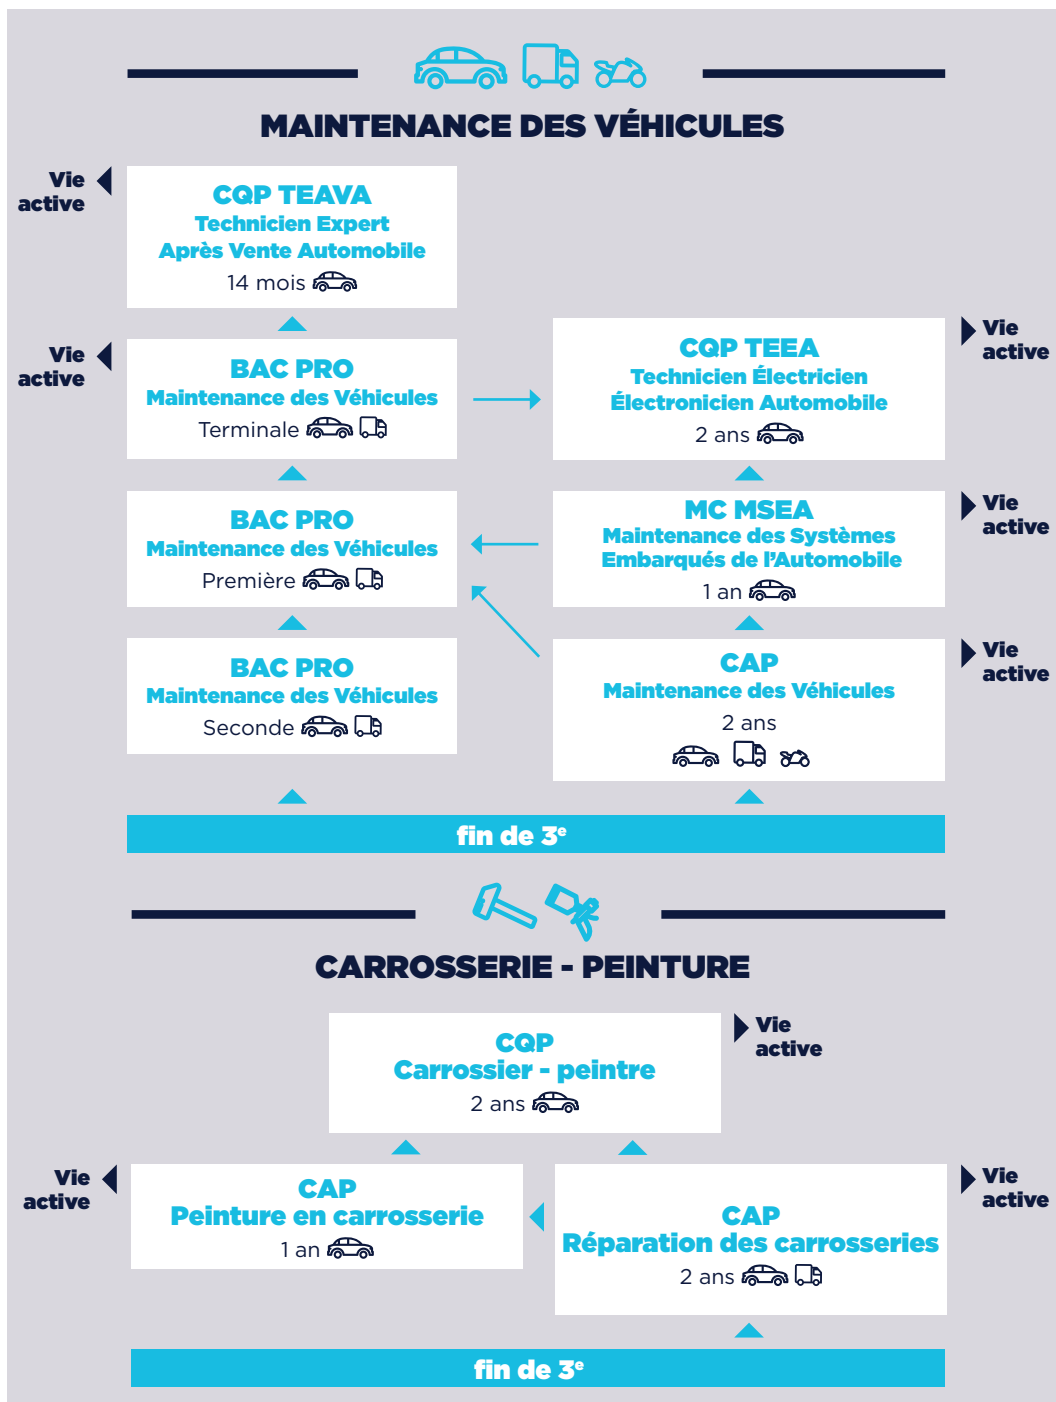 MAINTENANCE DES VÉHICULES
Vie
active
CQP TEAVA
Technicien Expert
Après Vente Automobile
14 mois
Vie
active
BAC PRO
Maintenance des Véhicules
Terminale
CQP TEEA
Technicien Électricien
Électronicien Automobile
2 ans
Vie
active
BAC PRO
Maintenance des Véhicules
Première
MC MSEA
Maintenance des Systèmes
Embarqués de l'Automobile
1 an
Vie
active
BAC PRO
Maintenance des Véhicules
Seconde
CAP
Maintenance des Véhicules
2 ans
Vie
active
fin de 3e
CARROSSERIE - PEINTURE
CQP
Carrossier - peintre
2 ans
Vie
active
Vie
active
CAP
Peinture en carrosserie
1 an
CAP
Réparation des carrosseries
2 ans
Vie
active
fin de 3e